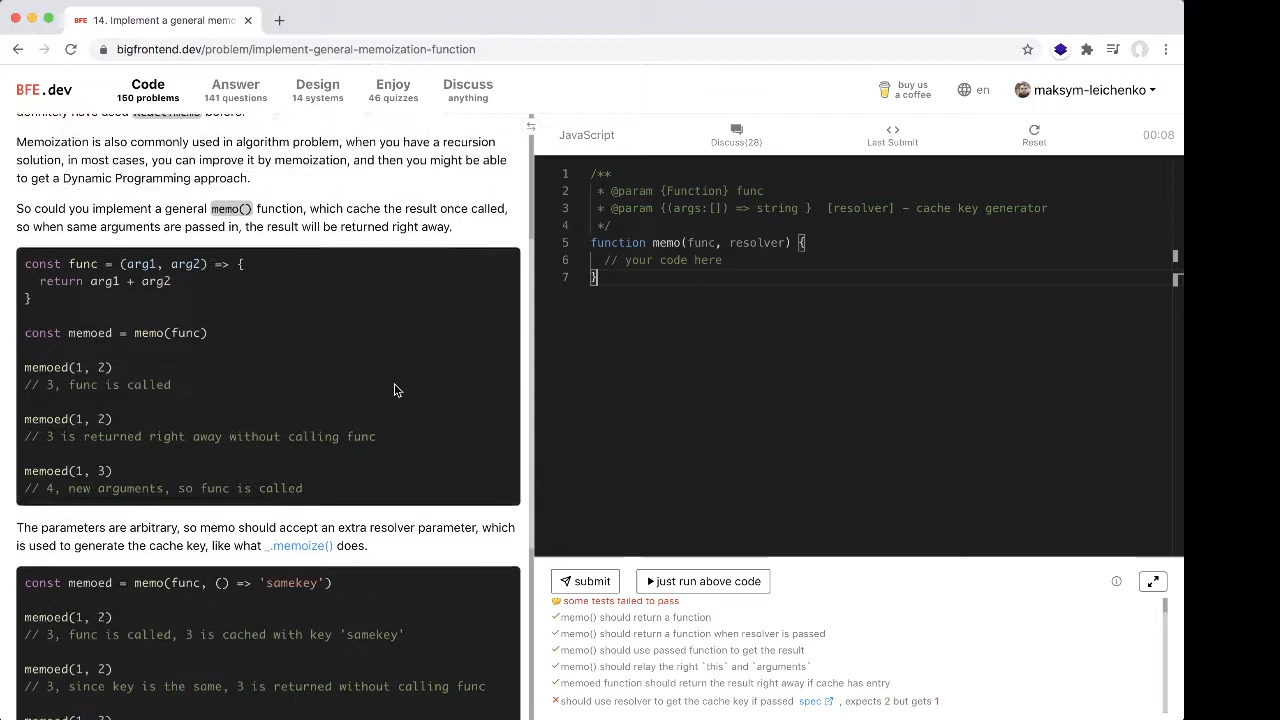 BFE 14. Implement a general memo
bigfrontend.dev/problem/implement-general-memoization-function
BFE.dev
Code
150 problems
Answer
141 questions
Design
14 systems
Enjoy
46 quizzes
Discuss
anything
buy us
a coffee
en
maksym-leichenko
definitely have used React.memo before.
Memoization is also commonly used in algorithm problem, when you have a recursion
solution, in most cases, you can improve it by memoization, and then you might be able
to get a Dynamic Programming approach.
So could you implement a general memo() function, which cache the result once called,
so when same arguments are passed in, the result will be returned right away.
const func = (arg1, arg2) => {
return arg1 + arg2
}
const memoed = memo(func)
memoed(1, 2)
// 3, func is called
memoed(1, 2)
// 3 is returned right away without calling func
memoed(1, 3)
// 4, new arguments, so func is called
The parameters are arbitrary, so memo should accept an extra resolver parameter, which
is used to generate the cache key, like what _.memoize() does.
const memoed = memo(func, () => 'samekey')
memoed(1, 2)
// 3, func is called, 3 is cached with key 'samekey'
memoed(1, 2)
// 3, since key is the same, 3 is returned without calling func
memoed(1, 3)
JavaScript
Discuss(28)
Last Submit
Reset
00:08
1 /**
2 * @param {Function} func
3 * @param {(args:[]) => string } [resolver] - cache key generator
4 */
5 function memo(func, resolver) {
6 // your code here
7 }
submit
just run above code
some tests failed to pass
memo() should return a function
memo() should return a function when resolver is passed
memo() should use passed function to get the result
memo() should relay the right `this` and `arguments`
memoed function should return the result right away if cache has entry
should use resolver to get the cache key if passed spec , expects 2 but gets 1